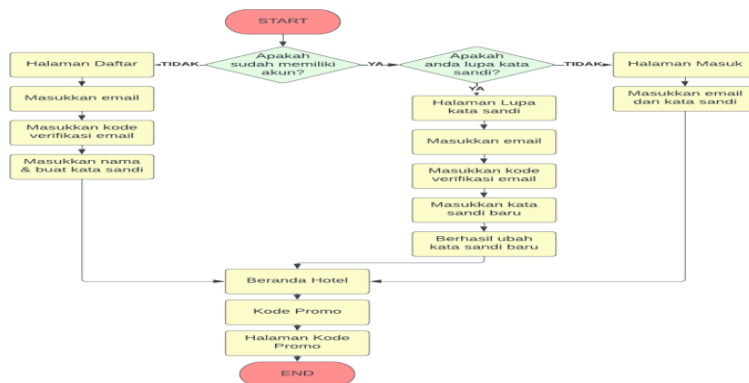 START
Apakah
sudah memiliki
akun?
TIDAK
YA
Apakah
anda lupa kata
sandi?
TIDAK
YA
Halaman Daftar
Masukkan email
Masukkan kode
verifikasi email
Masukkan nama
& buat kata sandi
Halaman Lupa
kata sandi
Masukkan email
Masukkan kode
verifikasi email
Masukkan kata
sandi baru
Berhasil ubah
kata sandi baru
Halaman Masuk
Masukkan email
dan kata sandi
Beranda Hotel
Kode Promo
Halaman Kode
Promo
END